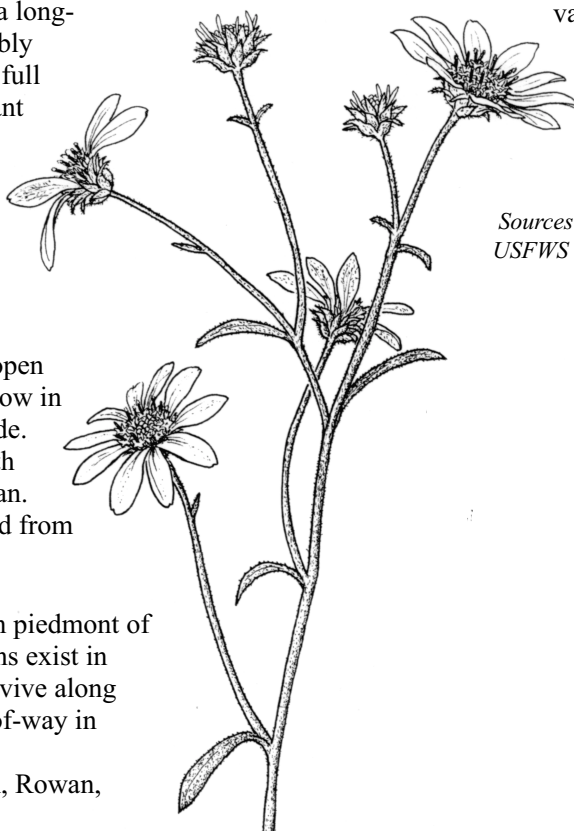 a long-
bly
full
ant
open
ow in
de.
th
an.
d from
n piedmont of
ns exist in
vive along
of-way in
, Rowan,
va
Sources
USFWS